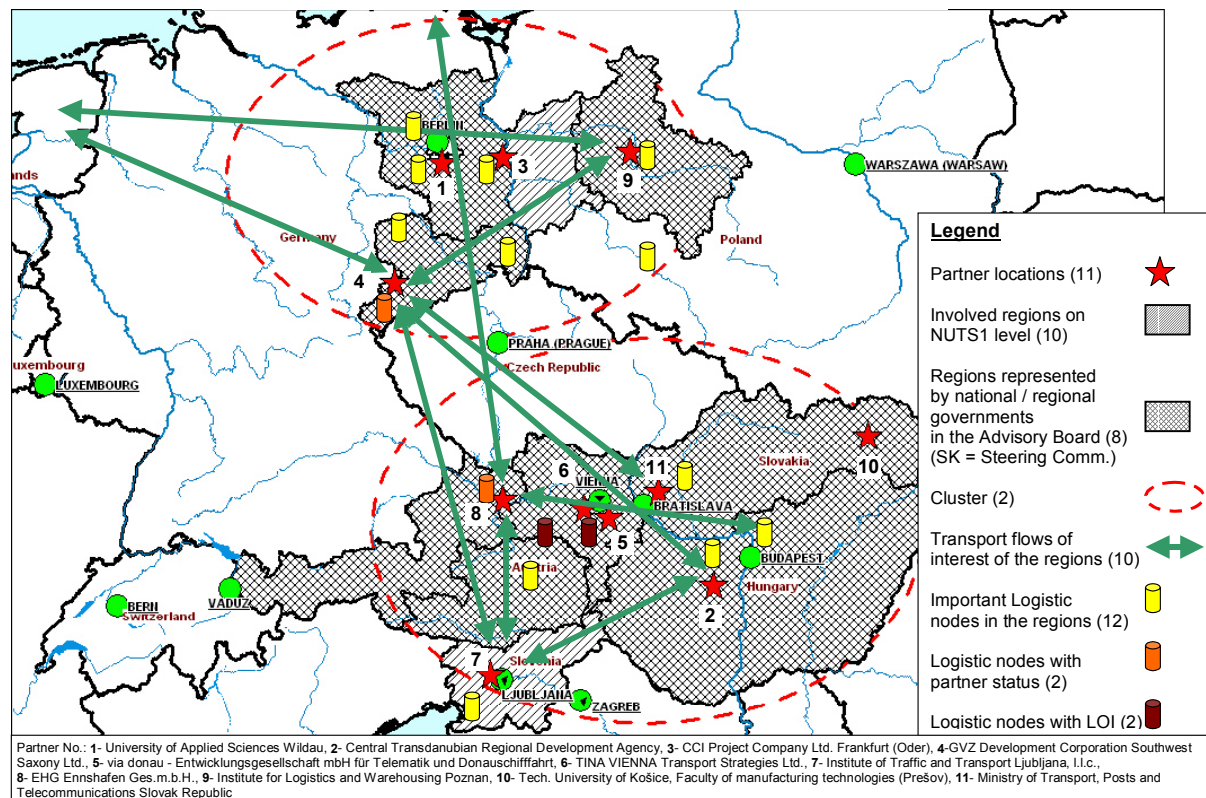 BERLIN
3
1
9
WARSZAWA (WARSAW)
lands
Germany
Poland
4
PRAHA (PRAGUE)
Czech Republic
uxembourg
LUXEMBOURG
6
VIENNA
11
Slovakia
10
8
BRATISLAVA
5
BUDAPEST
Austria
Hungary
VADUZ
BERN
Switzerland
2
7
Slovenia
LJUBLJANA
ZAGREB
Legend
Partner locations (11)
Involved regions on
NUTS1 level (10)
Regions represented
by national / regional
governments
in the Advisory Board (8)
(SK = Steering Comm.)
Cluster (2)
Transport flows of
interest of the regions (10)
Important Logistic
nodes in the regions (12)
Logistic nodes with
partner status (2)
Logistic nodes with LOI (2)
Partner No.: 1- University of Applied Sciences Wildau, 2- Central Transdanubian Regional Development Agency, 3- CCI Project Company Ltd. Frankfurt (Oder), 4-GVZ Development Corporation Southwest
Saxony Ltd., 5- via donau - Entwicklungsgesellschaft mbH für Telematik und Donauschifffahrt, 6- TINA VIENNA Transport Strategies Ltd., 7- Institute of Traffic and Transport Ljubljana, l.l.c.,
8- EHG Ennshafen Ges.m.b.H., 9- Institute for Logistics and Warehousing Poznan, 10- Tech. University of Košice, Faculty of manufacturing technologies (Prešov), 11- Ministry of Transport, Posts and
Telecommunications Slovak Republic